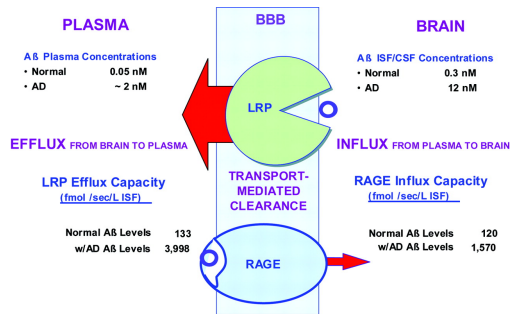 PLASMA
BBB
BRAIN
Aß Plasma Concentrations
• Normal 0.05 nM
• AD ~ 2 nM
Aß ISF/CSF Concentrations
• Normal 0.3 nM
• AD 12 nM
LRP
EFFLUX FROM BRAIN TO PLASMA
INFLUX FROM PLASMA TO BRAIN
TRANSPORT-
MEDIATED
CLEARANCE
LRP Efflux Capacity
(fmol /sec/L ISF)
Normal Aß Levels 133
w/AD Aß Levels 3,998
RAGE Influx Capacity
(fmol /sec/L ISF)
Normal Aß Levels 120
w/AD Aß Levels 1,570
RAGE